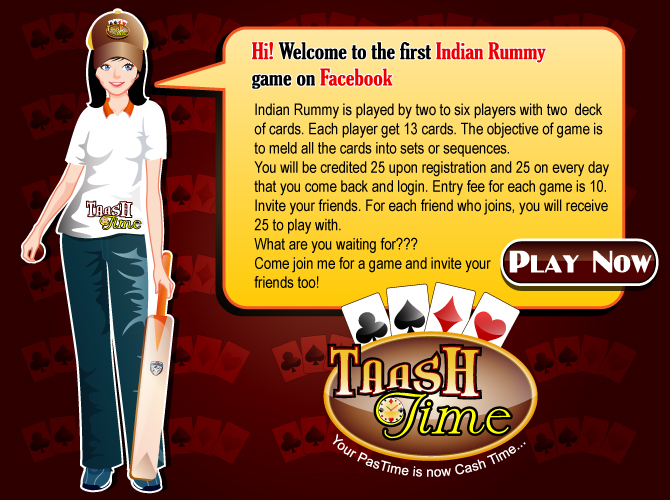 Taash
Time
Hi! Welcome to the first Indian Rummy
game on Facebook
Indian Rummy is played by two to six players with two deck
of cards. Each player get 13 cards. The objective of game is
to meld all the cards into sets or sequences.
You will be credited 25 upon registration and 25 on every day
that you come back and login. Entry fee for each game is 10.
Invite your friends. For each friend who joins, you will receive
25 to play with.
What are you waiting for???
Come join me for a game and invite your
friends too!
Play Now
Taash
Time
Taash
Time
Your PasTime is now Cash Time...